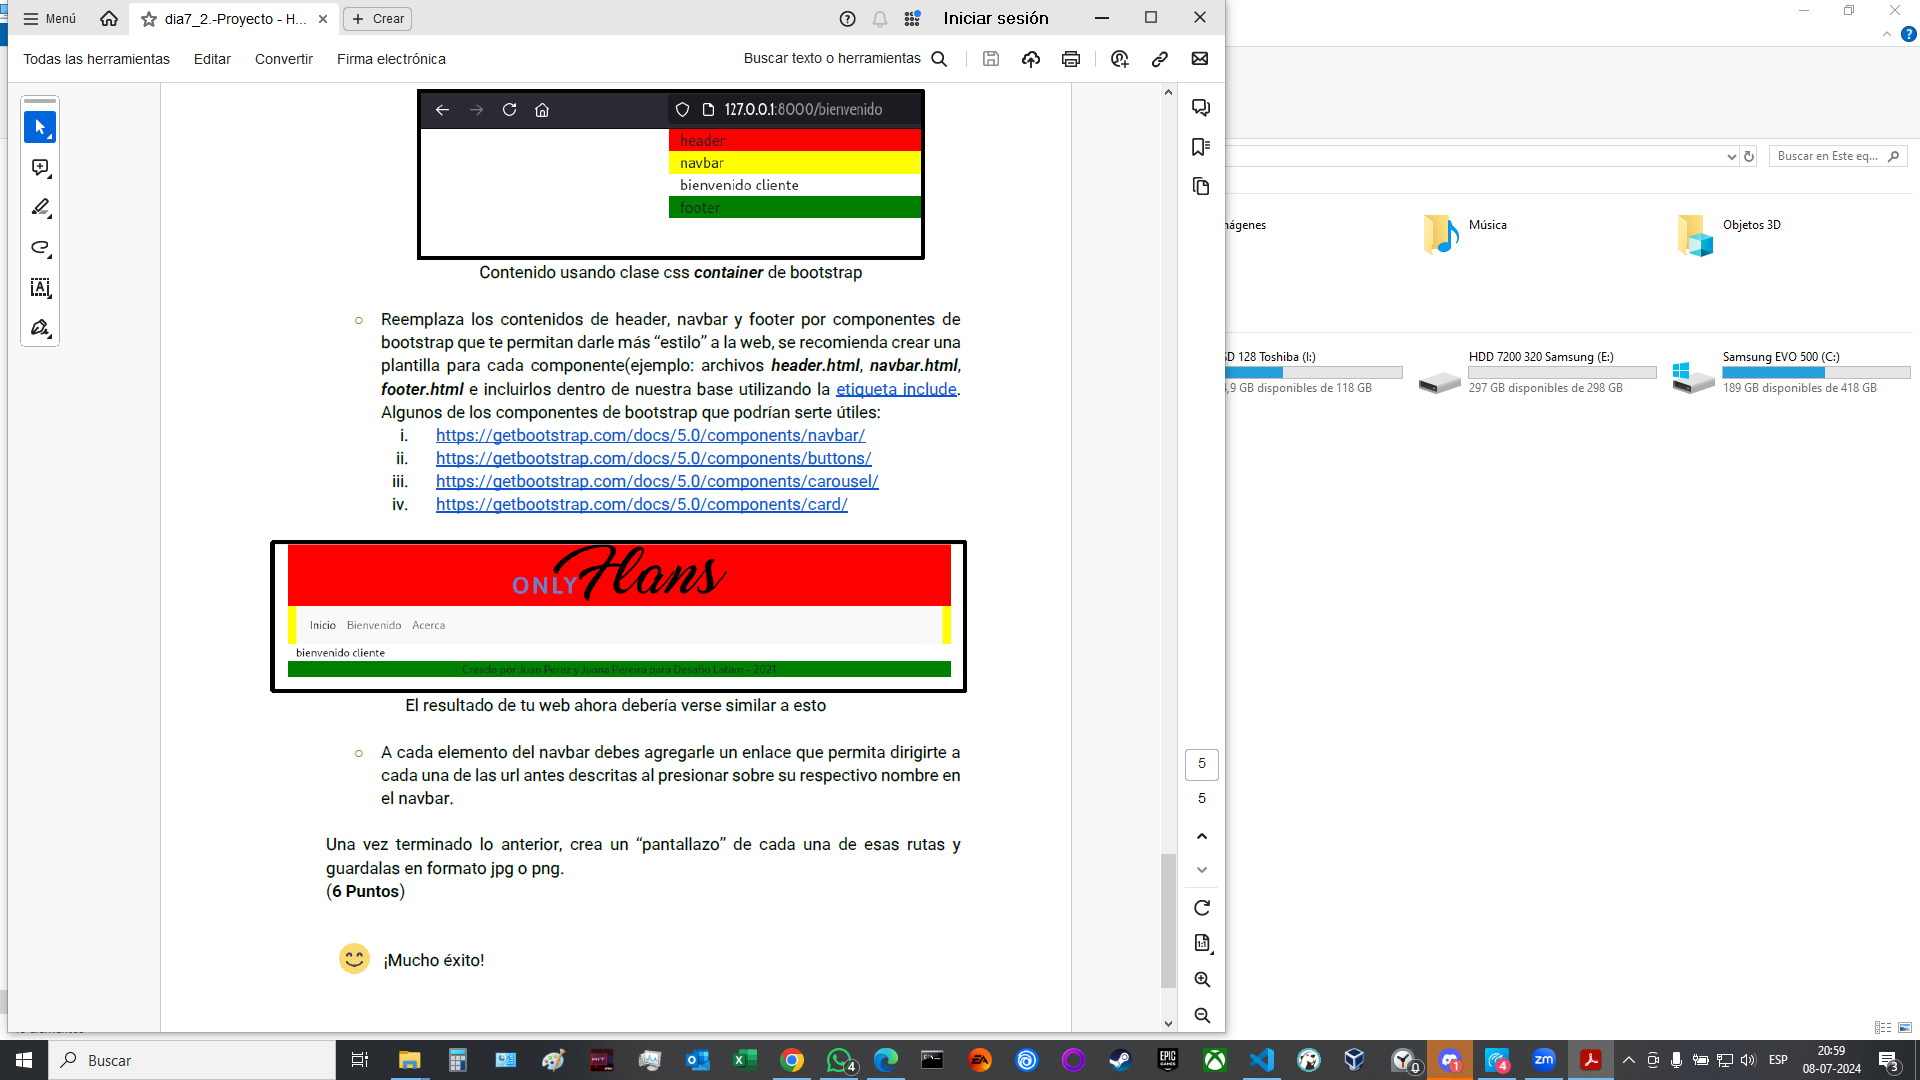 Menú
dia7_2.-Proyecto - H...
Crear
Iniciar sesión
Todas las herramientas
Editar
Convertir
Firma electrónica
Buscar texto o herramientas
127.0.0.1:8000/bienvenido
header
navbar
bienvenido cliente
footer
Contenido usando clase css container de bootstrap
○ Reemplaza los contenidos de header, navbar y footer por componentes de
bootstrap que te permitan darle más “estilo” a la web, se recomienda crear una
plantilla para cada componente(ejemplo: archivos header.html, navbar.html,
footer.html e incluirlos dentro de nuestra base utilizando la etiqueta include.
Algunos de los componentes de bootstrap que podrían serte útiles:
i. https://getbootstrap.com/docs/5.0/components/navbar/
ii. https://getbootstrap.com/docs/5.0/components/buttons/
iii. https://getbootstrap.com/docs/5.0/components/carousel/
iv. https://getbootstrap.com/docs/5.0/components/card/
ONLY Flans
Inicio Bienvenido Acerca
bienvenido cliente
Creado por Juan Perez y Juana Pereira para Desafio Latam - 2021
El resultado de tu web ahora debería verse similar a esto
○ A cada elemento del navbar debes agregarle un enlace que permita dirigirte a
cada una de las url antes descritas al presionar sobre su respectivo nombre en
el navbar.
Una vez terminado lo anterior, crea un “pantallazo” de cada una de esas rutas y
guardalas en formato jpg o png.
(6 Puntos)
¡Mucho éxito!
5
5
Buscar en Este eq...
Música
Objetos 3D
128 Toshiba (I:)
GB disponibles de 118 GB
HDD 7200 320 Samsung (E:)
297 GB disponibles de 298 GB
Samsung EVO 500 (C:)
189 GB disponibles de 418 GB
Buscar
ESP
20:59
08-07-2024